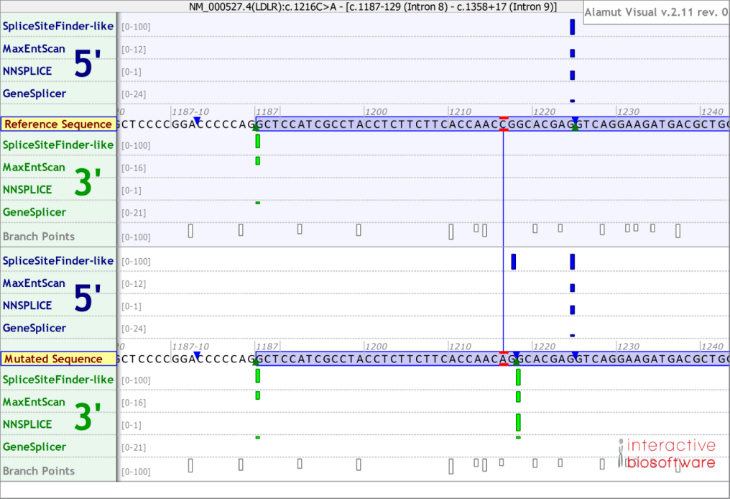 NM_000527.4(LDLR):c.1216C>A - [c.1187-129 (Intron 8) - c.1358+17 (Intron 9)]
Alamut Visual v.2.11 rev. 0
SpliceSiteFinder-like [0-100]
MaxEntScan [0-12]
5'
NNSPLICE [0-1]
GeneSplicer [0-24]
1187-10 1187 1200 1210 1220 1230 1240
Reference Sequence GCTCCCCGGACCCCCAGGCTCCATCGCCTACCTCTTCTTCACCAACCGGCACGAGGTCAGGAAGATGACGCTGC
SpliceSiteFinder-like [0-100]
MaxEntScan [0-16]
3'
NNSPLICE [0-1]
GeneSplicer [0-21]
Branch Points [0-100]
SpliceSiteFinder-like [0-100]
MaxEntScan [0-12]
5'
NNSPLICE [0-1]
GeneSplicer [0-24]
1187-10 1187 1200 1210 1220 1230 1240
Mutated Sequence GCTCCCCGGACCCCCAGGCTCCATCGCCTACCTCTTCTTCACCAACAGGCACGAGGTCAGGAAGATGACGCTGC
SpliceSiteFinder-like [0-100]
MaxEntScan [0-16]
3'
NNSPLICE [0-1]
GeneSplicer [0-21]
Branch Points [0-100]
interactive
biosoftware